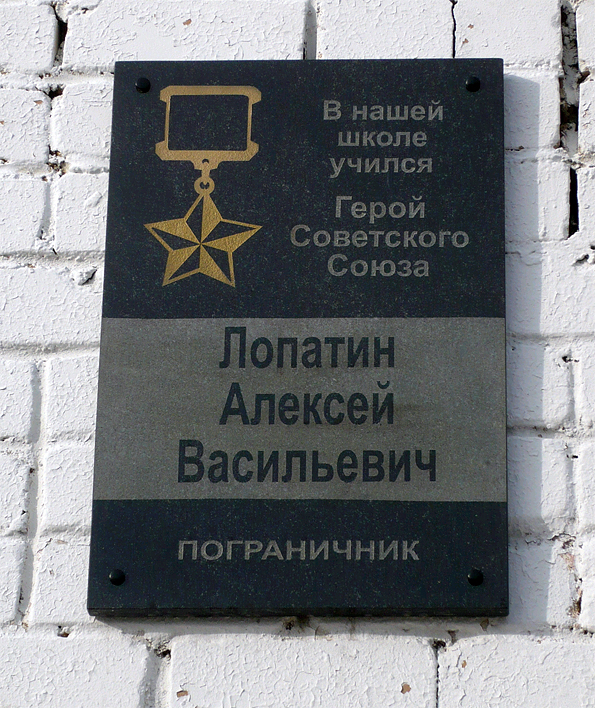 В нашей
школе
учился
Герой
Советского
Союза
Лопатин
Алексей
Васильевич
ПОГРАНИЧНИК